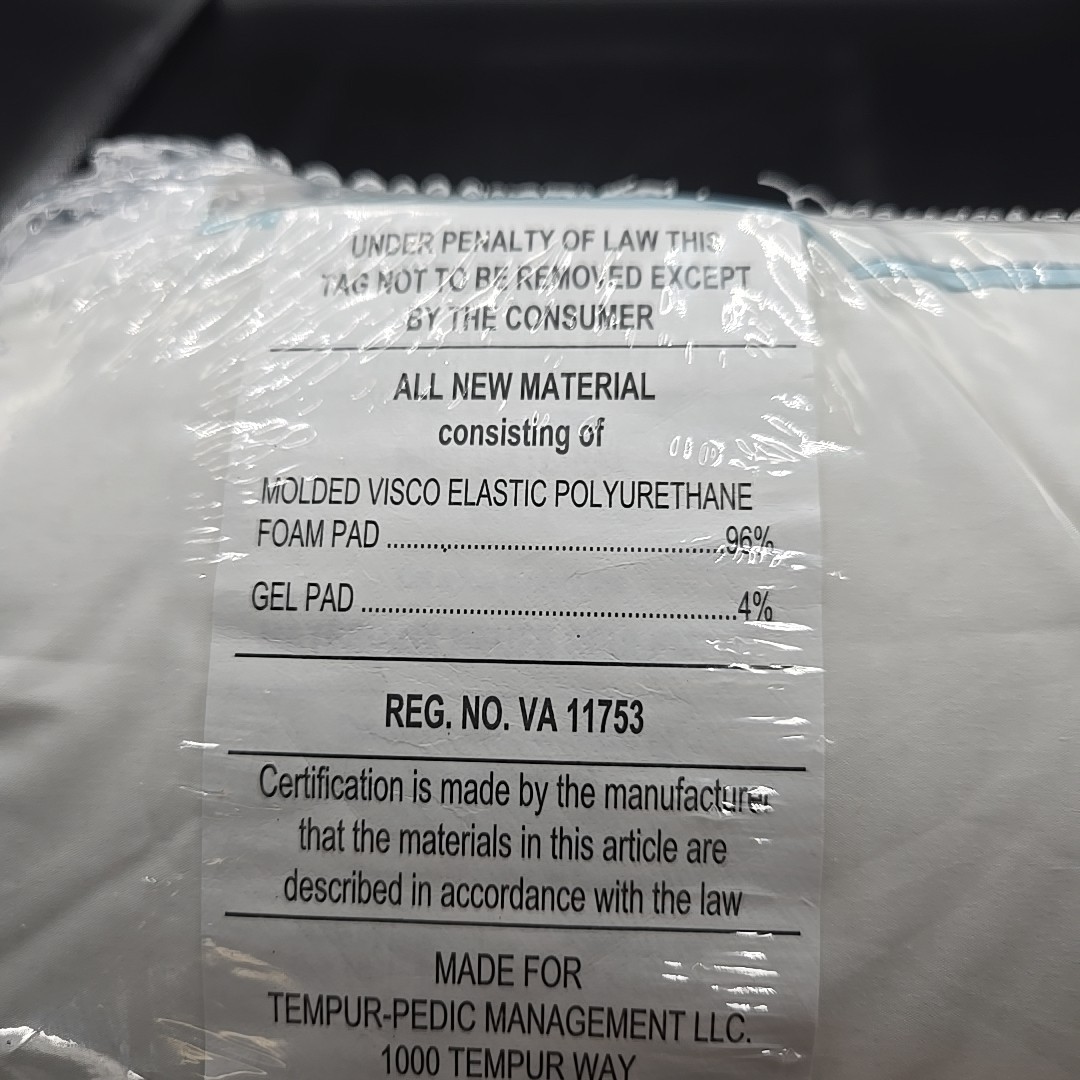 UNDER PENALTY OF LAW THIS
TAG NOT TO BE REMOVED EXCEPT
BY THE CONSUMER
ALL NEW MATERIAL
consisting of
MOLDED VISCO ELASTIC POLYURETHANE
FOAM PAD ................................................96%
GEL PAD .....................................................4%
REG. NO. VA 11753
Certification is made by the manufacturer
that the materials in this article are
described in accordance with the law
MADE FOR
TEMPUR-PEDIC MANAGEMENT LLC.
1000 TEMPUR WAY